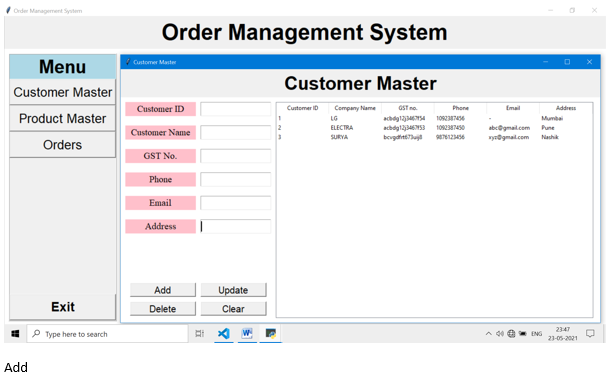 Order Management System
Order Management System
Menu
Customer Master
Product Master
Orders
Exit
Customer Master
Customer Master
Customer ID
Customer Name
GST No.
Phone
Email
Address
Add Update
Delete Clear
Customer ID Company Name GST no. Phone Email Address
1 LG acbdg12j3467f54 1092387456 - Mumbai
2 ELECTRA acbdg12j3467f53 1092387450 abc@gmail.com Pune
3 SURYA bcvgdfrt673uij8 9876123456 xyz@gmail.com Nashik
Type here to search
ENG
23:47
23-05-2021
Add